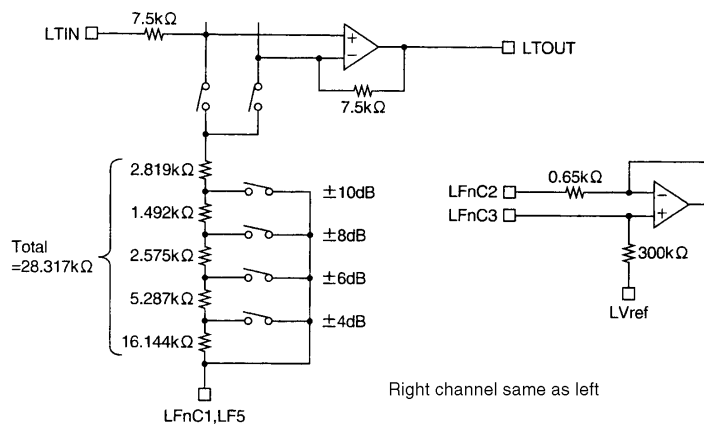 7.5kΩ
LTIN
+
−
LTOUT
7.5kΩ
2.819kΩ
±10dB
1.492kΩ
±8dB
Total
=28.317kΩ
2.575kΩ
±6dB
5.287kΩ
±4dB
16.144kΩ
LFnC1,LF5
0.65kΩ
LFnC2
−
LFnC3
+
300kΩ
LVref
Right channel same as left